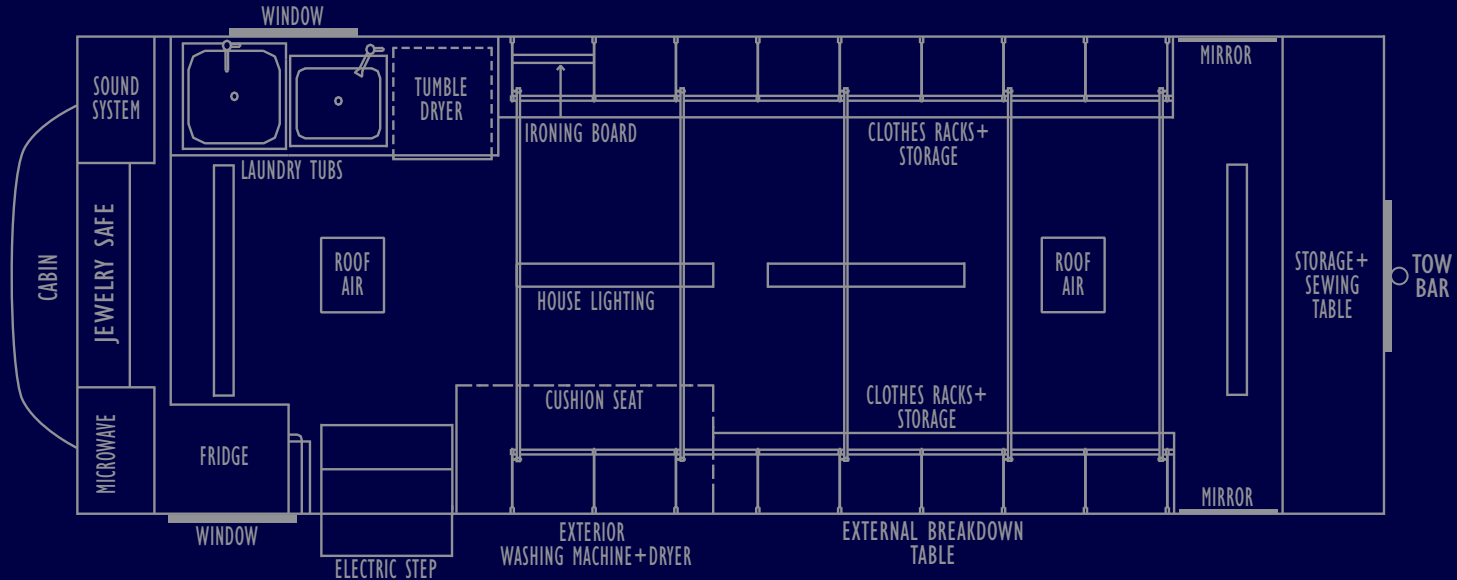 WINDOW
SOUND
SYSTEM
TUMBLE
DRYER
MIRROR
IRONING BOARD
CLOTHES RACKS+
STORAGE
LAUNDRY TUBS
CABIN
JEWELRY SAFE
ROOF
AIR
HOUSE LIGHTING
ROOF
AIR
STORAGE+
SEWING
TABLE
TOW
BAR
CUSHION SEAT
CLOTHES RACKS+
STORAGE
MICROWAVE
FRIDGE
MIRROR
WINDOW
EXTERIOR
WASHING MACHINE+DRYER
EXTERNAL BREAKDOWN
TABLE
ELECTRIC STEP